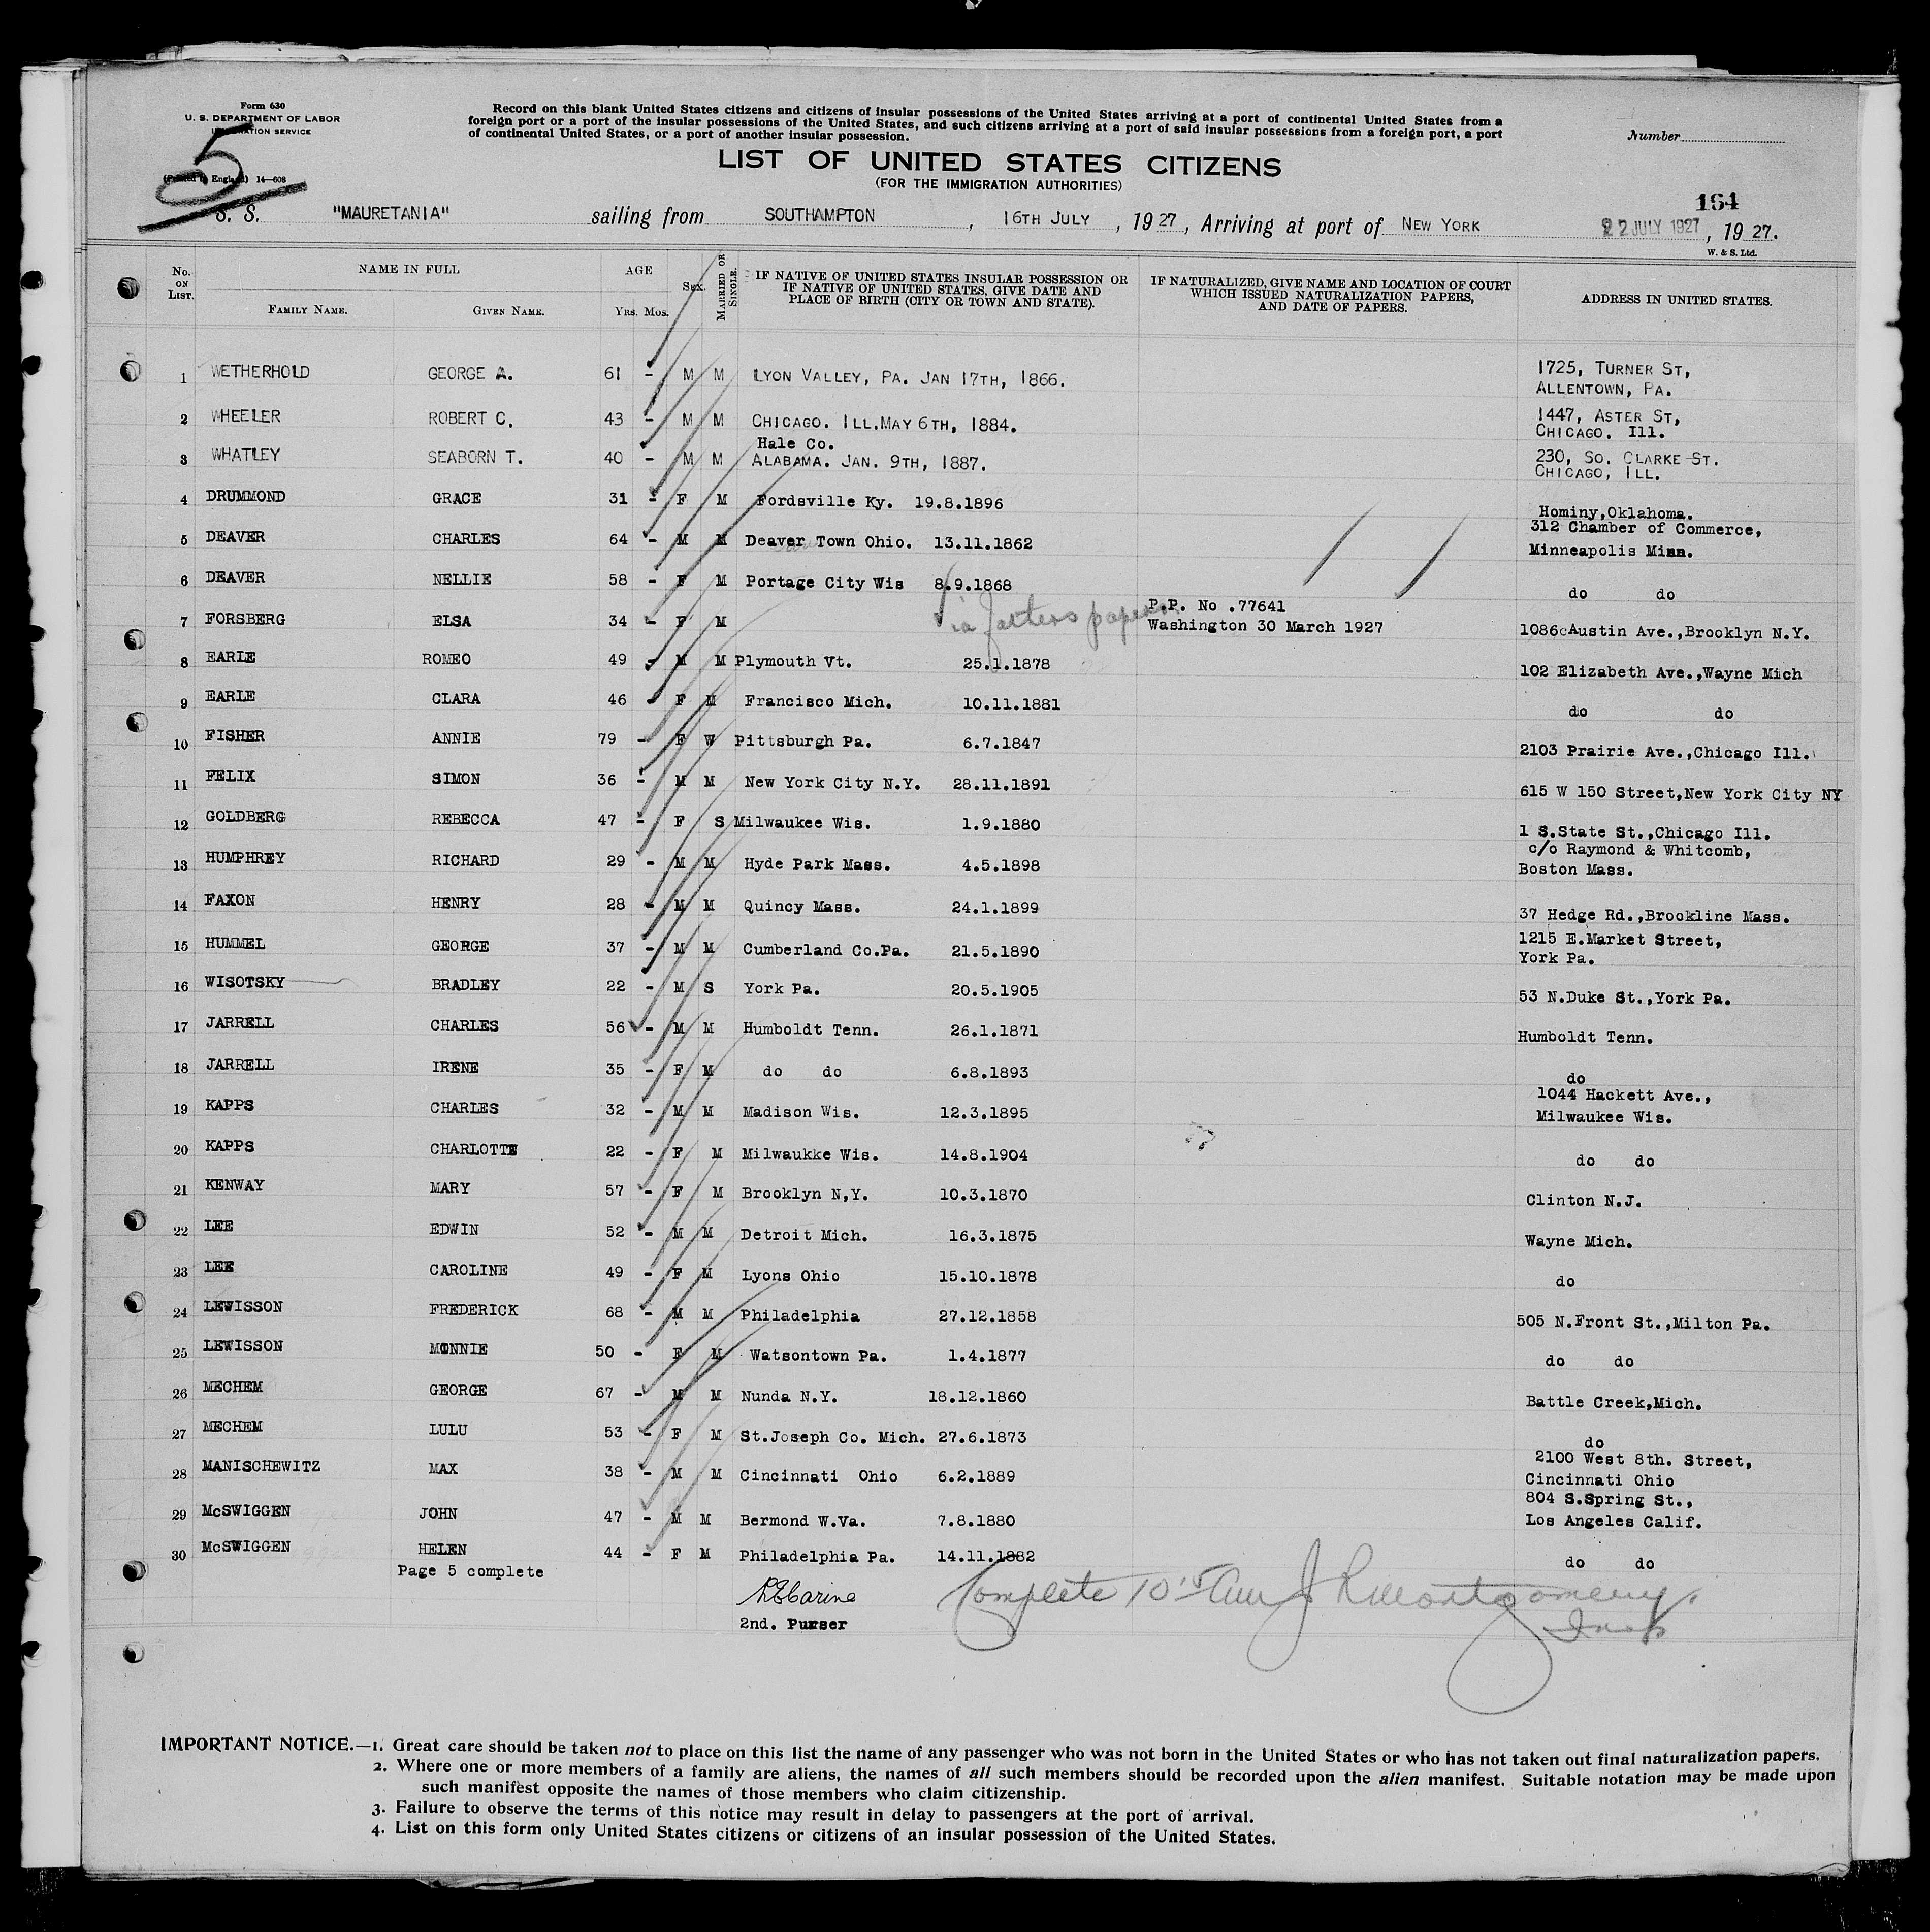 Form 630
U. S. DEPARTMENT OF LABOR
IMMIGRATION SERVICE
5
(Printed in England) 14—608
Record on this blank United States citizens and citizens of insular possessions of the United States arriving at a port of continental United States from a
foreign port or a port of the insular possessions of the United States, and such citizens arriving at a port of said insular possessions from a foreign port, a port
of continental United States, or a port of another insular possession.
Number
LIST OF UNITED STATES CITIZENS
(FOR THE IMMIGRATION AUTHORITIES)
164
S. S. "MAURETANIA" sailing from SOUTHAMPTON, 16TH JULY, 1927, Arriving at port of NEW YORK 22 JULY 1927, 1927.
W. & S. Ltd.
No. ON LIST. NAME IN FULL AGE SEX. MARRIED OR SINGLE. IF NATIVE OF UNITED STATES INSULAR POSSESSION OR IF NATIVE OF UNITED STATES, GIVE DATE AND PLACE OF BIRTH (CITY OR TOWN AND STATE). IF NATURALIZED, GIVE NAME AND LOCATION OF COURT WHICH ISSUED NATURALIZATION PAPERS, AND DATE OF PAPERS. ADDRESS IN UNITED STATES.
FAMILY NAME. GIVEN NAME. YRS. MOS.
1 WETHERHOLD GEORGE A. 61 - M M LYON VALLEY, PA. JAN 17TH, 1866. 1725, TURNER ST,
ALLENTOWN, PA.
2 WHEELER ROBERT C. 43 - M M CHICAGO. ILL.MAY 6TH, 1884. 1447, ASTER ST,
CHICAGO. Ill.
Hale Co.
3 WHATLEY SEABORN T. 40 - M M ALABAMA. JAN. 9TH, 1887. 230, SO. CLARKE ST.
CHICAGO, ILL.
4 DRUMMOND GRACE 31 - F M Fordsville Ky. 19.8.1896 Hominy,Oklahoma.
5 DEAVER CHARLES 64 - M M Deaver Town Ohio. 13.11.1862 312 Chamber of Commerce,
Minneapolis Minn.
6 DEAVER NELLIE 58 - F M Portage City Wis 8.9.1868 do do
7 FORSBERG ELSA 34 - F M via fathers papers P.P. No .77641
Washington 30 March 1927 1086cAustin Ave.,Brooklyn N.Y.
8 EARLE ROMEO 49 - M M Plymouth Vt. 25.1.1878 102 Elizabeth Ave.,Wayne Mich
9 EARLE CLARA 46 - F M Francisco Mich. 10.11.1881 do do
10 FISHER ANNIE 79 - F W Pittsburgh Pa. 6.7.1847 2103 Prairie Ave.,Chicago Ill.
11 FELIX SIMON 36 - M M New York City N.Y. 28.11.1891 615 W 150 Street,New York City NY
12 GOLDBERG REBECCA 47 - F S Milwaukee Wis. 1.9.1880 1 S.State St.,Chicago Ill.
13 HUMPHREY RICHARD 29 - M M Hyde Park Mass. 4.5.1898 c/o Raymond & Whitcomb,
Boston Mass.
14 FAXON HENRY 28 - M M Quincy Mass. 24.1.1899 37 Hedge Rd.,Brookline Mass.
15 HUMMEL GEORGE 37 - M M Cumberland Co.Pa. 21.5.1890 1215 E.Market Street,
York Pa.
16 WISOTSKY BRADLEY 22 - M S York Pa. 20.5.1905 53 N.Duke St.,York Pa.
17 JARRELL CHARLES 56 - M M Humboldt Tenn. 26.1.1871 Humboldt Tenn.
18 JARRELL IRENE 35 - F M do do 6.8.1893 do
19 KAPPS CHARLES 32 - M M Madison Wis. 12.3.1895 1044 Hackett Ave.,
Milwaukee Wis.
20 KAPPS CHARLOTTE 22 - F M Milwaukke Wis. 14.8.1904 do do
21 KENWAY MARY 57 - F M Brooklyn N,Y. 10.3.1870 Clinton N.J.
22 LEE EDWIN 52 - M M Detroit Mich. 16.3.1875 Wayne Mich.
23 LEE CAROLINE 49 - F M Lyons Ohio 15.10.1878 do
24 LEWISSON FREDERICK 68 - M M Philadelphia 27.12.1858 505 N.Front St.,Milton Pa.
25 LEWISSON MONNIE 50 - F M Watsontown Pa. 1.4.1877 do do
26 MECHEM GEORGE 67 - M M Nunda N.Y. 18.12.1860 Battle Creek,Mich.
27 MECHEM LULU 53 - F M St.Joseph Co. Mich. 27.6.1873 do
28 MANISCHEWITZ MAX 38 - M M Cincinnati Ohio 6.2.1889 2100 West 8th. Street,
Cincinnati Ohio
29 McSWIGGEN JOHN 47 - M M Bermond W.Va. 7.8.1880 804 S.Spring St.,
Los Angeles Calif.
30 McSWIGGEN HELEN 44 - F M Philadelphia Pa. 14.11.1882 do do
Page 5 complete
Complete 10 Montgomery.
2nd. Purser Insp
IMPORTANT NOTICE.—1. Great care should be taken not to place on this list the name of any passenger who was not born in the United States or who has not taken out final naturalization papers.
2. Where one or more members of a family are aliens, the names of all such members should be recorded upon the alien manifest. Suitable notation may be made upon
such manifest opposite the names of those members who claim citizenship.
3. Failure to observe the terms of this notice may result in delay to passengers at the port of arrival.
4. List on this form only United States citizens or citizens of an insular possession of the United States.